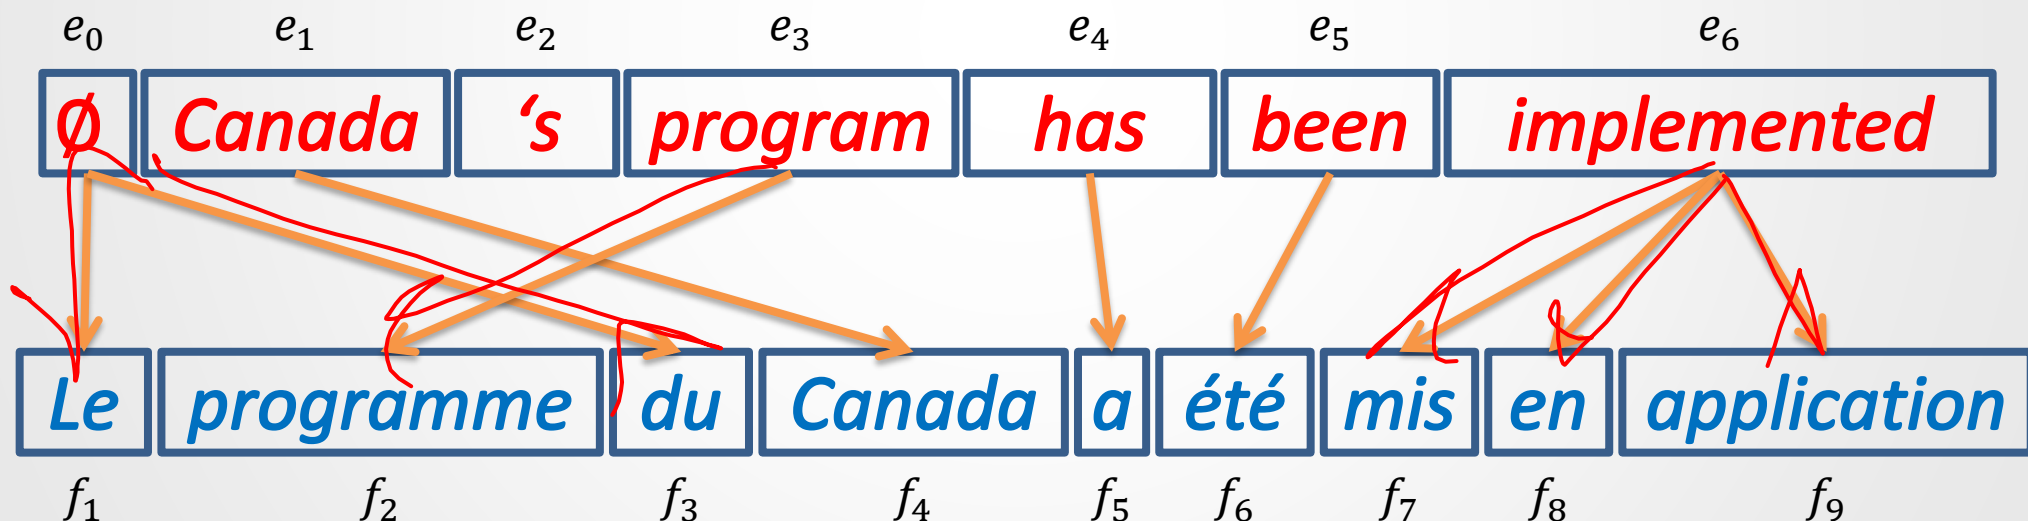 e₀ e₁ e₂ e₃ e₄ e₅ e₆
Ø Canada ‘s program has been implemented
Le programme du Canada a été mis en application
f₁ f₂ f₃ f₄ f₅ f₆ f₇ f₈ f₉